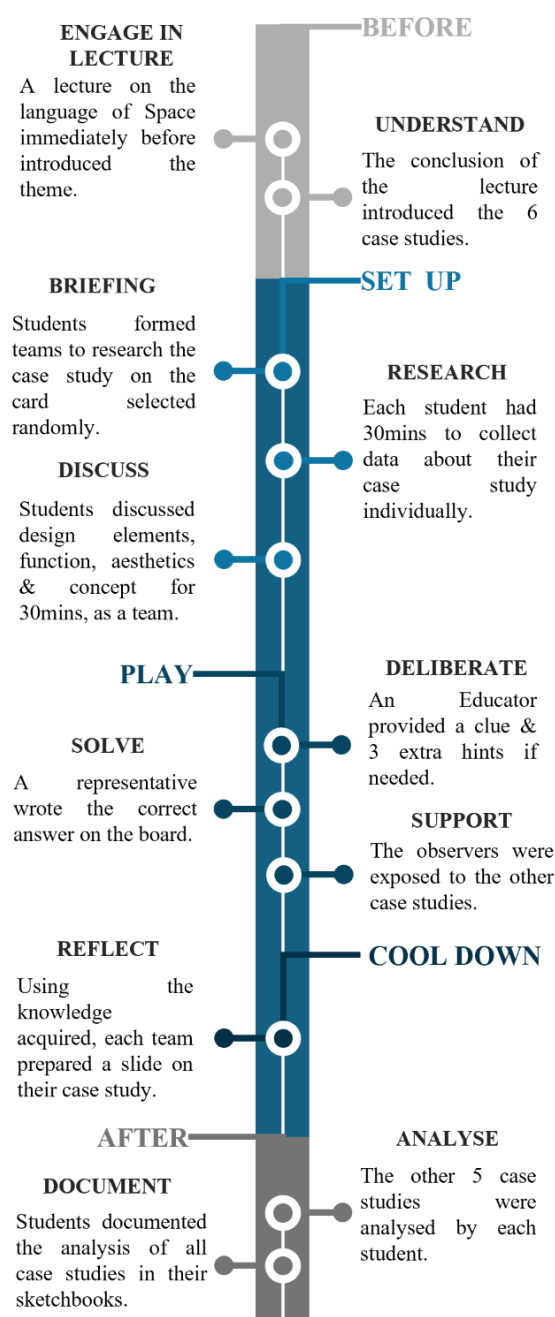 BEFORE
ENGAGE IN
LECTURE
A lecture on the
language of Space
immediately before
introduced the
theme.
UNDERSTAND
The conclusion of
the lecture
introduced the 6
case studies.
SET UP
BRIEFING
Students formed
teams to research the
case study on the
card selected
randomly.
RESEARCH
Each student had
30mins to collect
data about their
case study
individually.
DISCUSS
Students discussed
design elements,
function, aesthetics
& concept for
30mins, as a team.
PLAY
DELIBERATE
An Educator
provided a clue &
3 extra hints if
needed.
SOLVE
A representative
wrote the correct
answer on the board.
SUPPORT
The observers were
exposed to the other
case studies.
COOL DOWN
REFLECT
Using the
knowledge
acquired, each team
prepared a slide on
their case study.
AFTER
ANALYSE
The other 5 case
studies were
analysed by each
student.
DOCUMENT
Students documented
the analysis of all
case studies in their
sketchbooks.